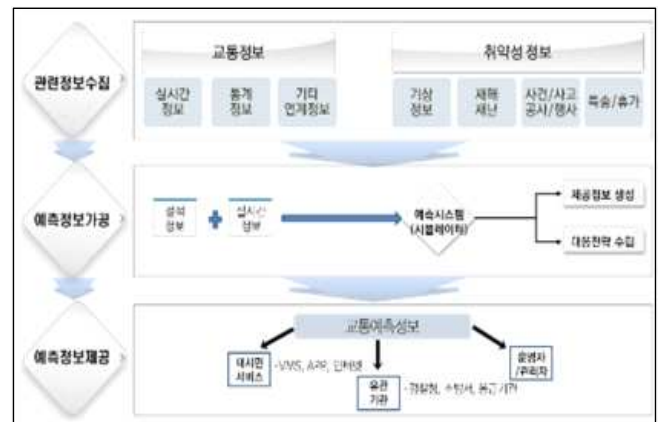 관련정보수집
교통정보
취약성 정보
실시간
정보
통계
정보
기타
연계정보
기상
정보
재해
재난
사건/사고
공사/행사
특송/휴가
예측정보가공
분석
정보
실시간
정보
예측시스템
(시뮬레이터)
제공정보 생성
대응전략 수립
예측정보제공
교통예측정보
대시민
서비스
-VMS, APP, 인터넷
유관
기관
-경찰청, 소방서, 응급기관
운영자
/관리자